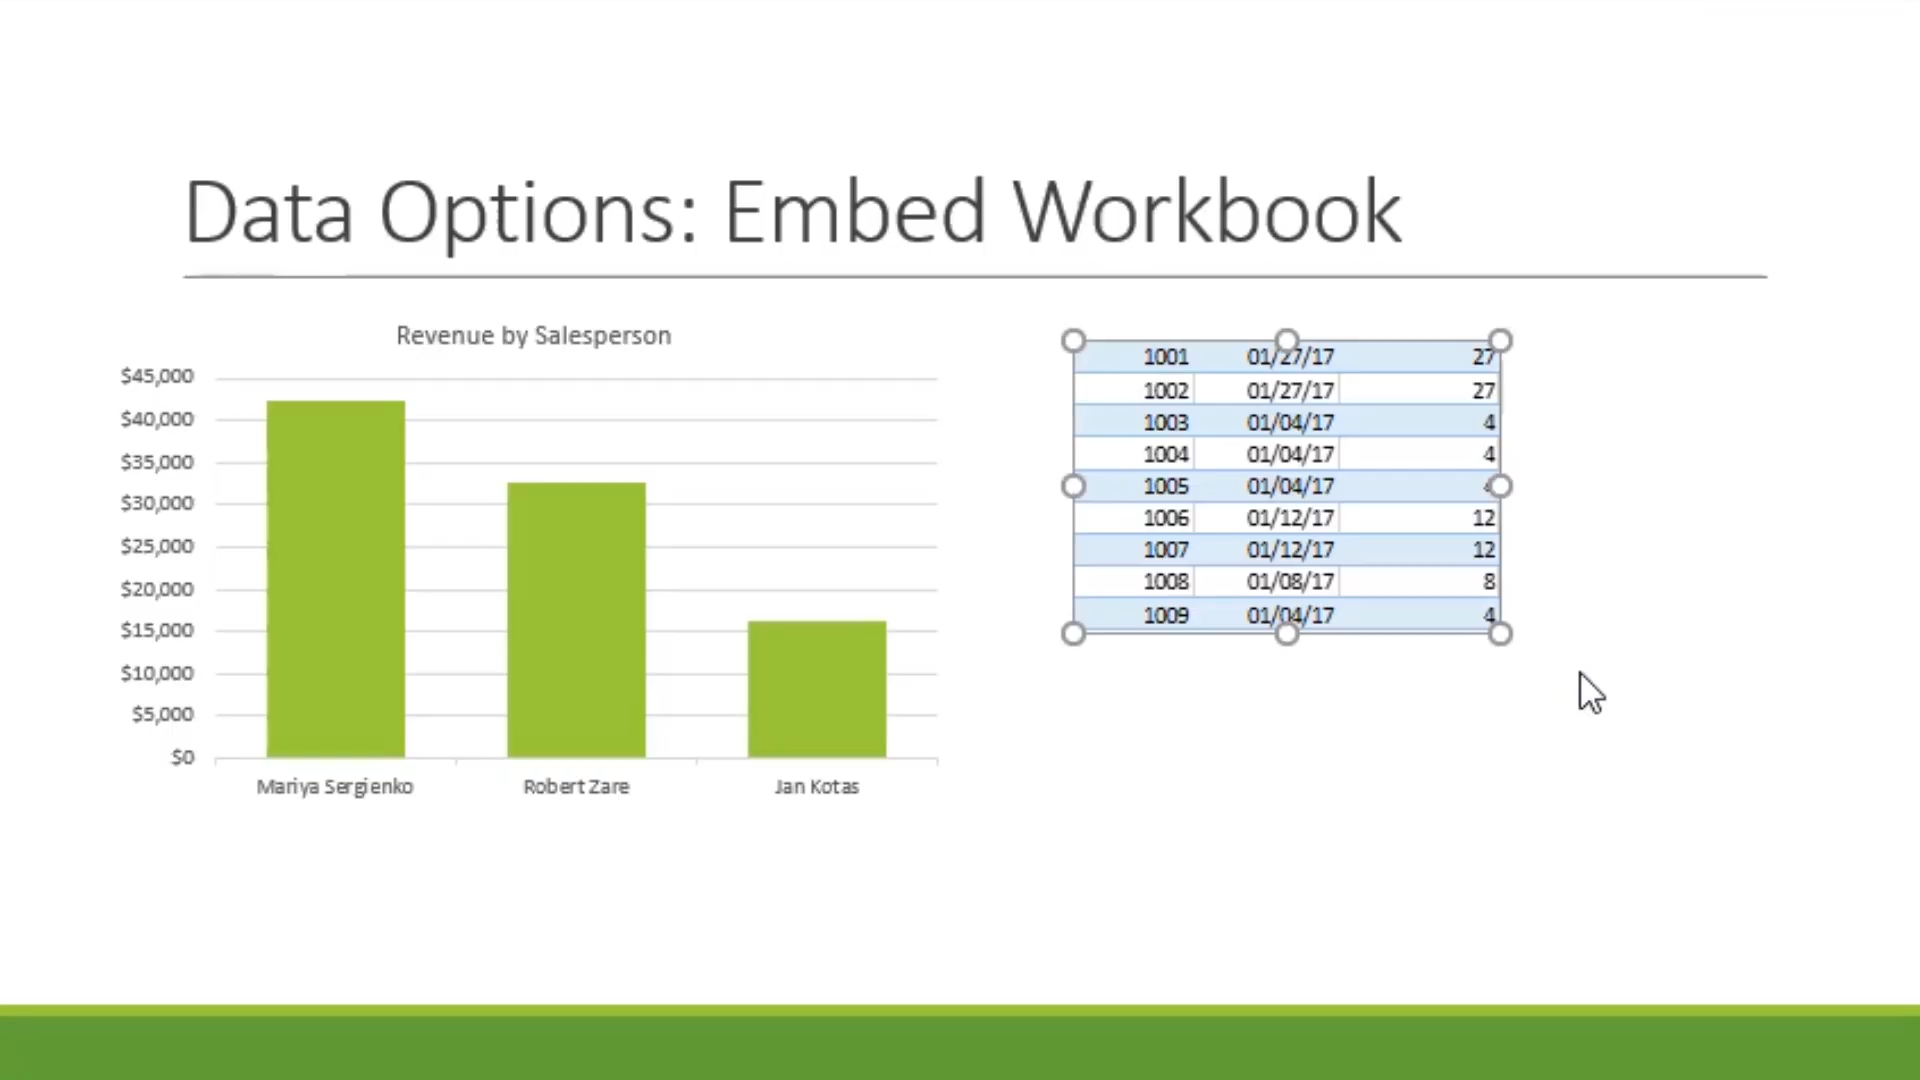 Data Options: Embed Workbook
Revenue by Salesperson
$45,000
$40,000
$35,000
$30,000
$25,000
$20,000
$15,000
$10,000
$5,000
$0
Mariya Sergienko Robert Zare Jan Kotas
1001 01/27/17 27
1002 01/27/17 27
1003 01/04/17 4
1004 01/04/17 4
1005 01/04/17
1006 01/12/17 12
1007 01/12/17 12
1008 01/08/17 8
1009 01/04/17 4